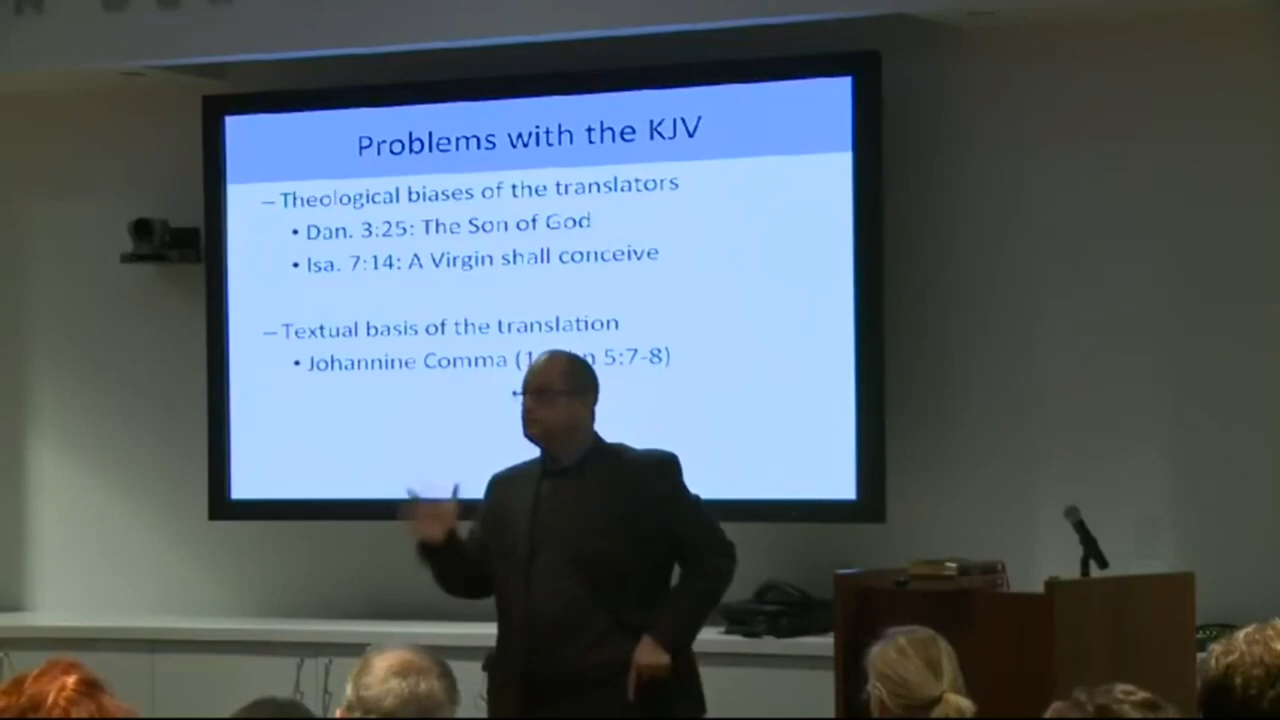 Problems with the KJV
– Theological biases of the translators
• Dan. 3:25: The Son of God
• Isa. 7:14: A Virgin shall conceive
– Textual basis of the translation
• Johannine Comma (1 5:7-8)